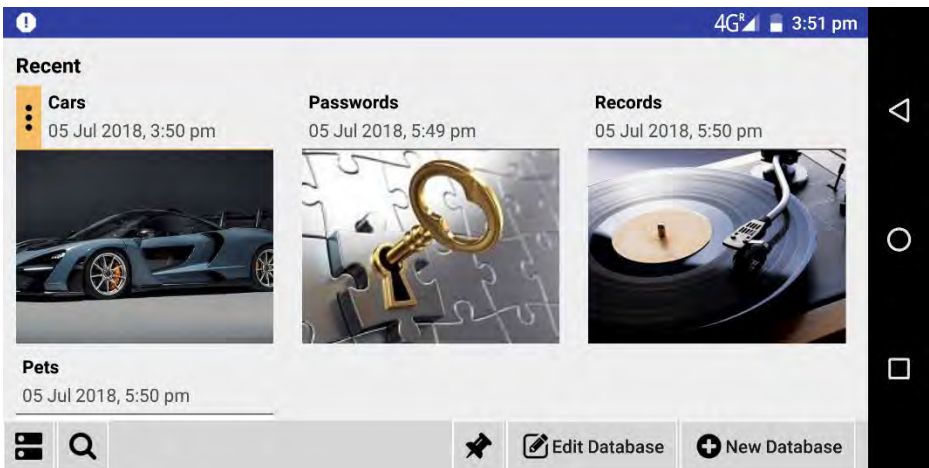 4G R 3:51 pm
Recent
Cars
05 Jul 2018, 3:50 pm
Passwords
05 Jul 2018, 5:49 pm
Records
05 Jul 2018, 5:50 pm
Pets
05 Jul 2018, 5:50 pm
Edit Database New Database